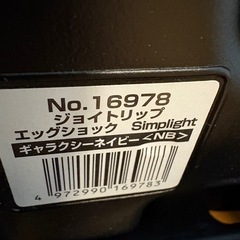 No.16978
ジョイトリップ
エッグショック Simplight
ギャラクシーネイビー<NB>
4 972990 169783